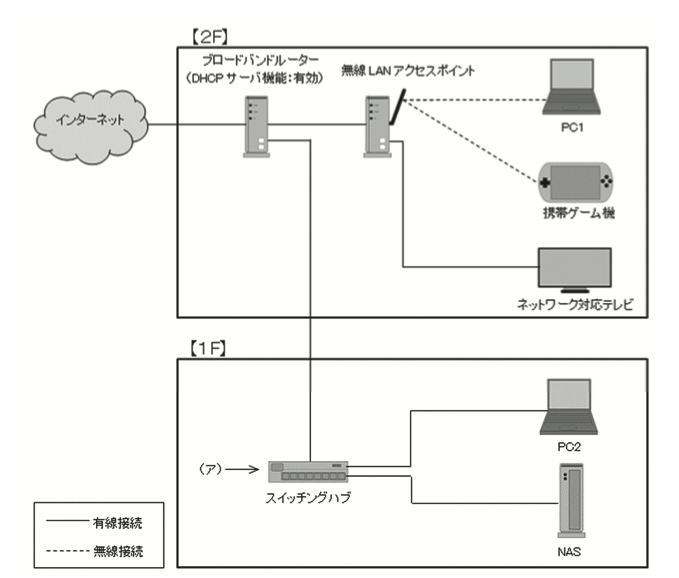 【2F】
ブロードバンドルーター
(DHCP サーバ機能：有効)
無線 LAN アクセスポイント
インターネット
PC1
携帯ゲーム機
ネットワーク対応テレビ
【1F】
PC2
(ア)
スイッチングハブ
NAS
有線接続
無線接続